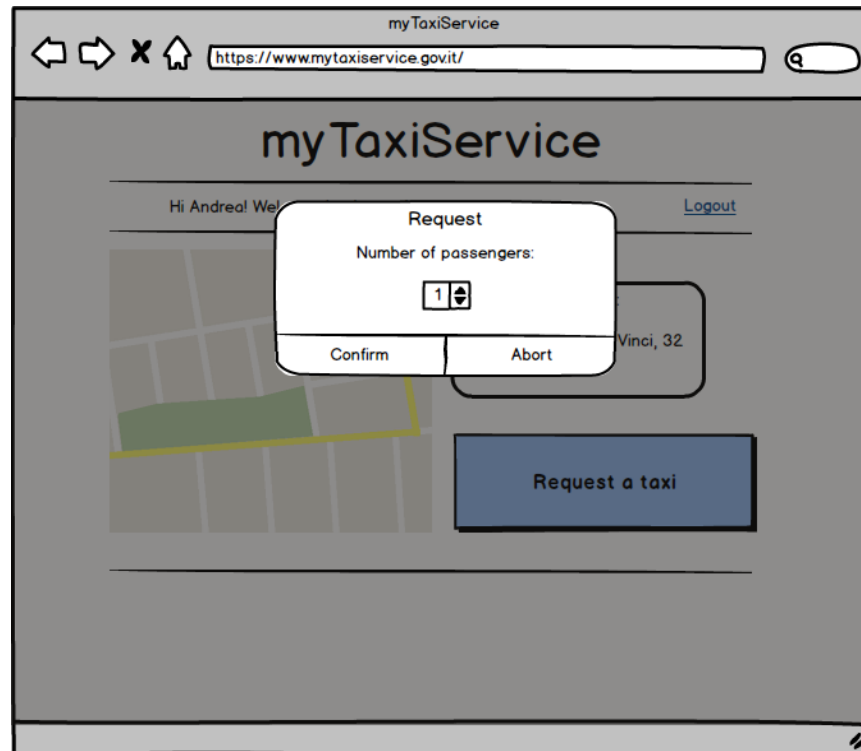 myTaxiService
https://www.mytaxiservice.gov.it/
myTaxiService
Hi Andrea! Wel
Logout
Request
Number of passengers:
1
Confirm
Abort
Vinci, 32
Request a taxi